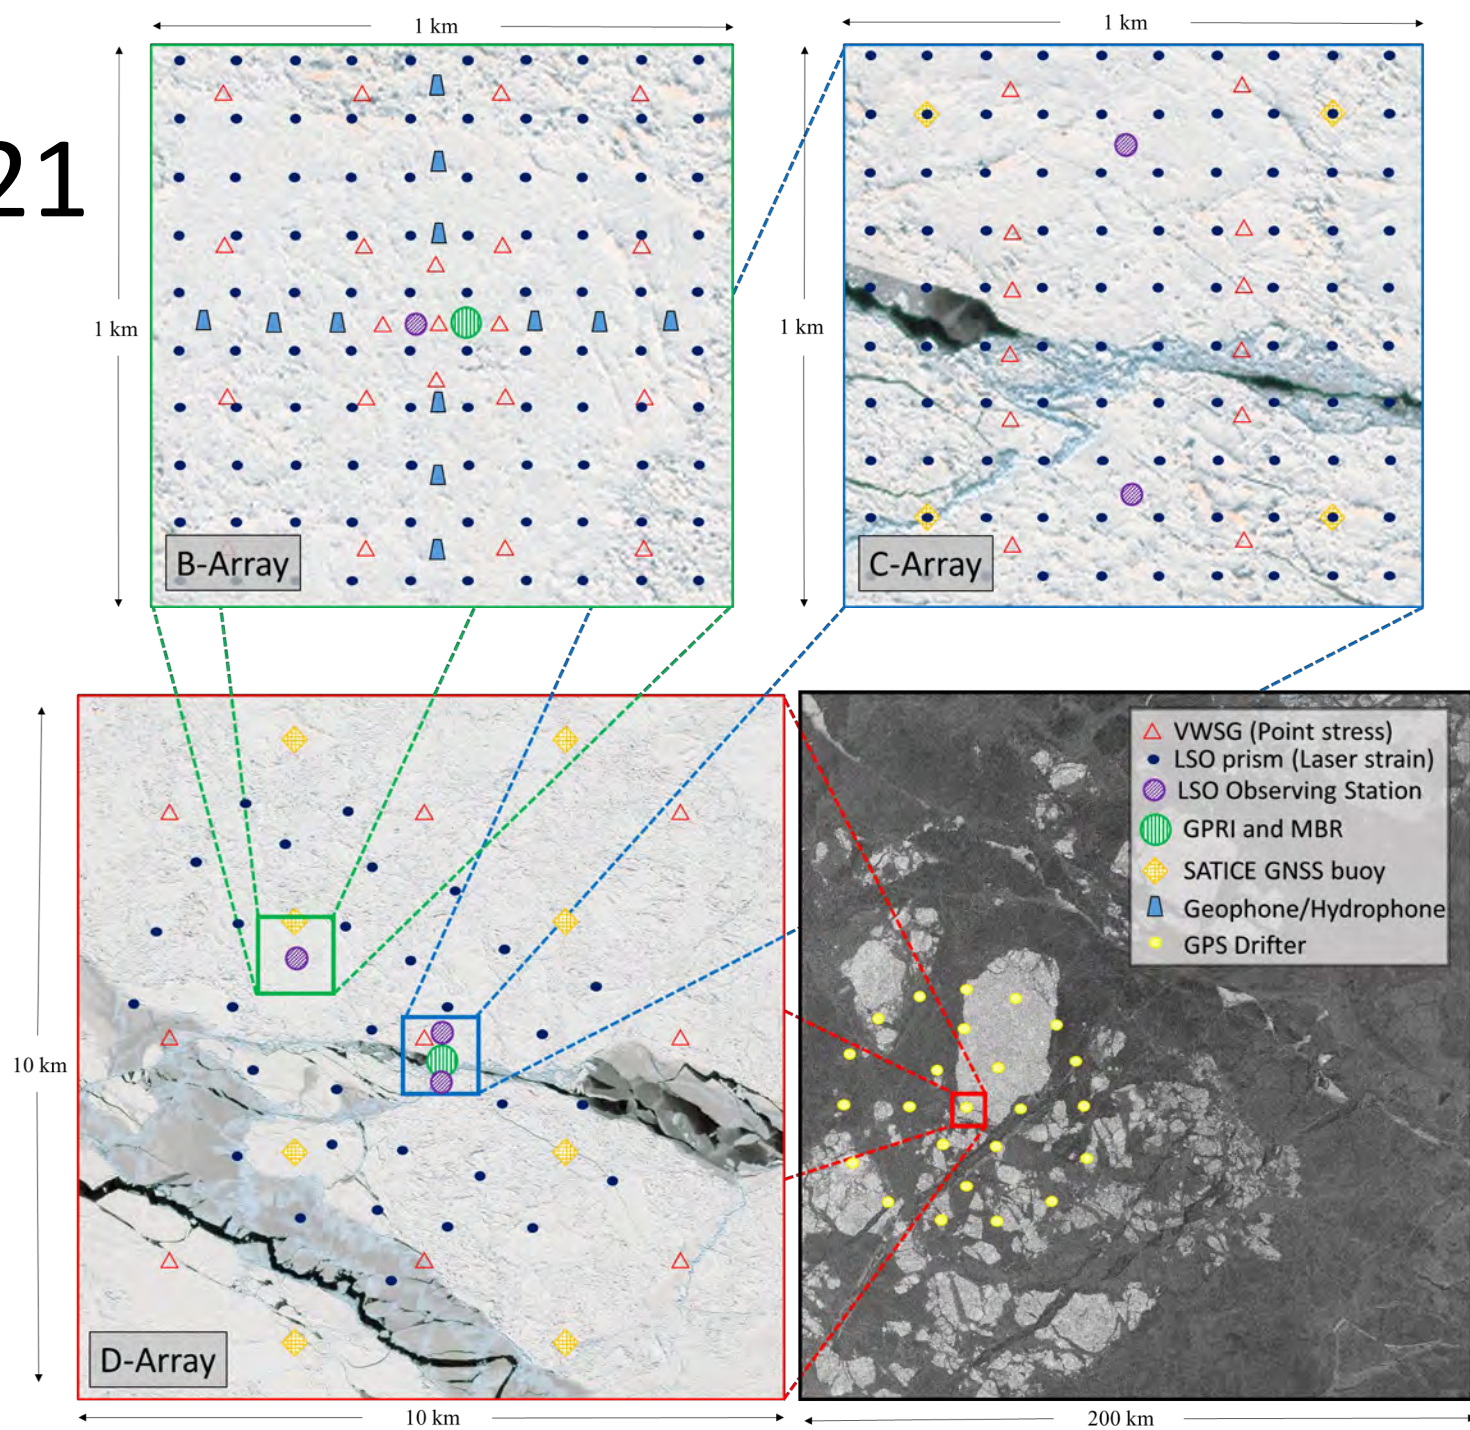 1 km
1 km
21
1 km
1 km
B-Array
C-Array
VWSG (Point stress)
LSO prism (Laser strain)
LSO Observing Station
GPRI and MBR
SATICE GNSS buoy
Geophone/Hydrophone
GPS Drifter
10 km
D-Array
10 km
200 km